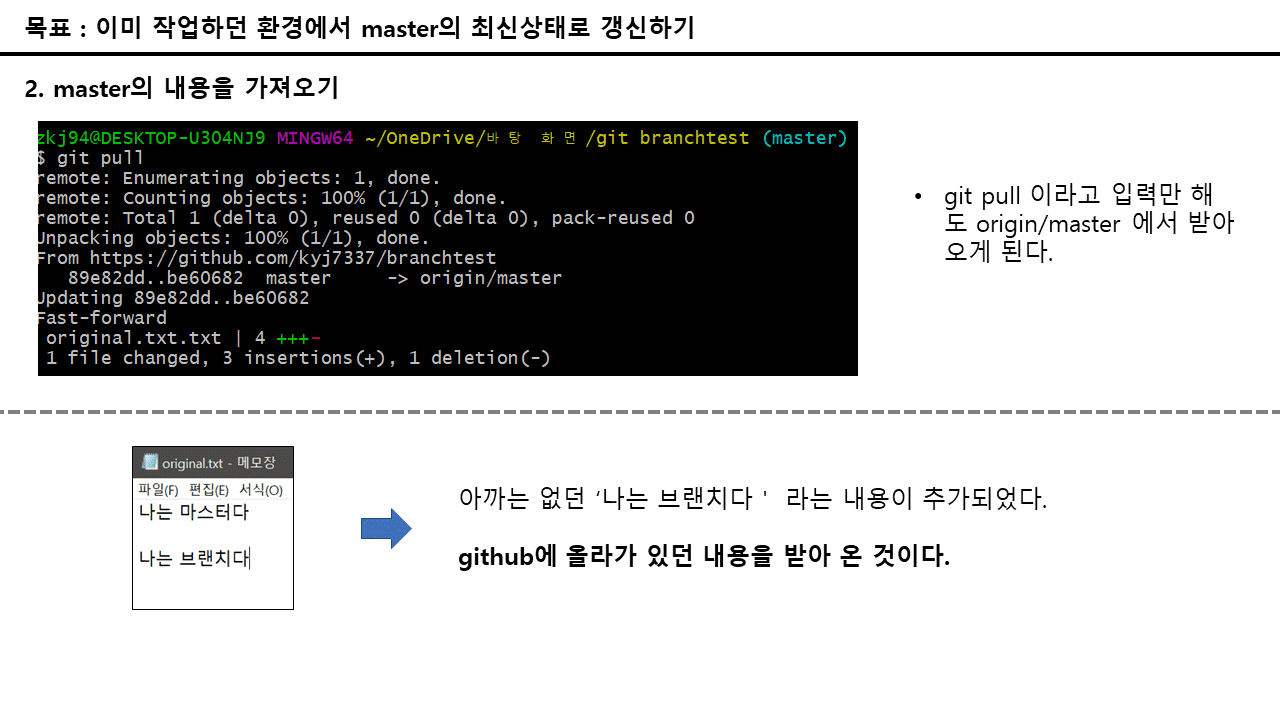 목표 : 이미 작업하던 환경에서 master의 최신상태로 갱신하기
2. master의 내용을 가져오기
zkj94@DESKTOP-U3O4NJ9 MINGW64 ~/OneDrive/바탕 화면/git branchtest (master)
$ git pull
remote: Enumerating objects: 1, done.
remote: Counting objects: 100% (1/1), done.
remote: Total 1 (delta 0), reused 0 (delta 0), pack-reused 0
Unpacking objects: 100% (1/1), done.
From https://github.com/kyj7337/branchtest
89e82dd..be60682 master -> origin/master
Updating 89e82dd..be60682
Fast-forward
original.txt.txt | 4 +++-
1 file changed, 3 insertions(+), 1 deletion(-)
• git pull 이라고 입력만 해
도 origin/master 에서 받아
오게 된다.
original.txt - 메모장
파일(F) 편집(E) 서식(O)
나는 마스터다
나는 브랜치다
아까는 없던 ‘나는 브랜치다 ' 라는 내용이 추가되었다.
github에 올라가 있던 내용을 받아 온 것이다.